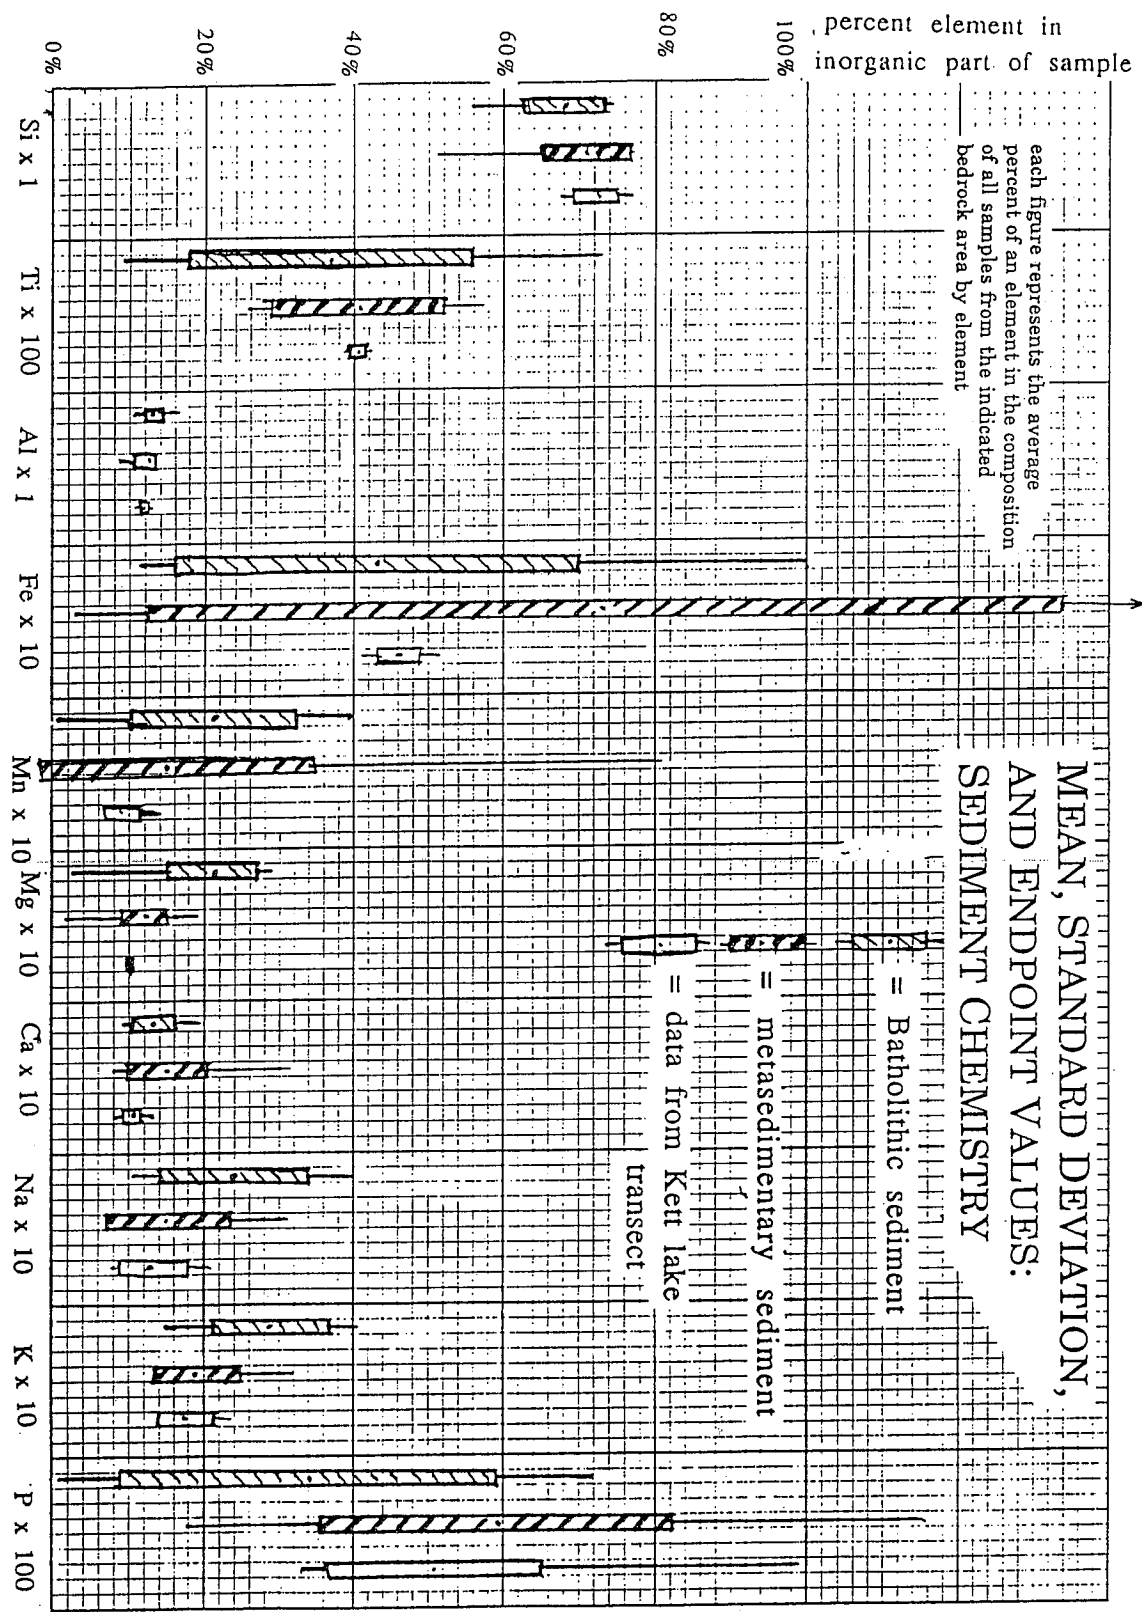 MEAN, STANDARD DEVIATION,
AND ENDPOINT VALUES:
SEDIMENT CHEMISTRY
percent element in
inorganic part of sample
each figure represents the average
percent of an element in the composition
of all samples from the indicated
bedrock area by element
= Batholithic sediment
= metasedimentary sediment
= data from Kett lake
transect
100%
80%
60%
40%
20%
0%
Si x 1
Ti x 100
Al x 1
Fe x 10
Mn x 10
Mg x 10
Ca x 10
Na x 10
K x 10
P x 100